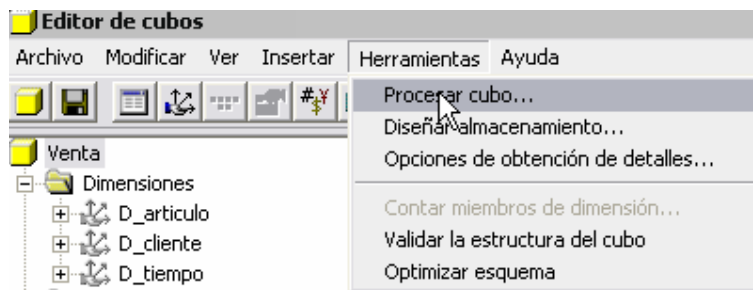 Editor de cubos
Archivo Modificar Ver Insertar Herramientas Ayuda
Procesar cubo...
Diseñar almacenamiento...
Opciones de obtención de detalles...
Contar miembros de dimensión...
Validar la estructura del cubo
Optimizar esquema
Venta
Dimensiones
D_articulo
D_cliente
D_tiempo